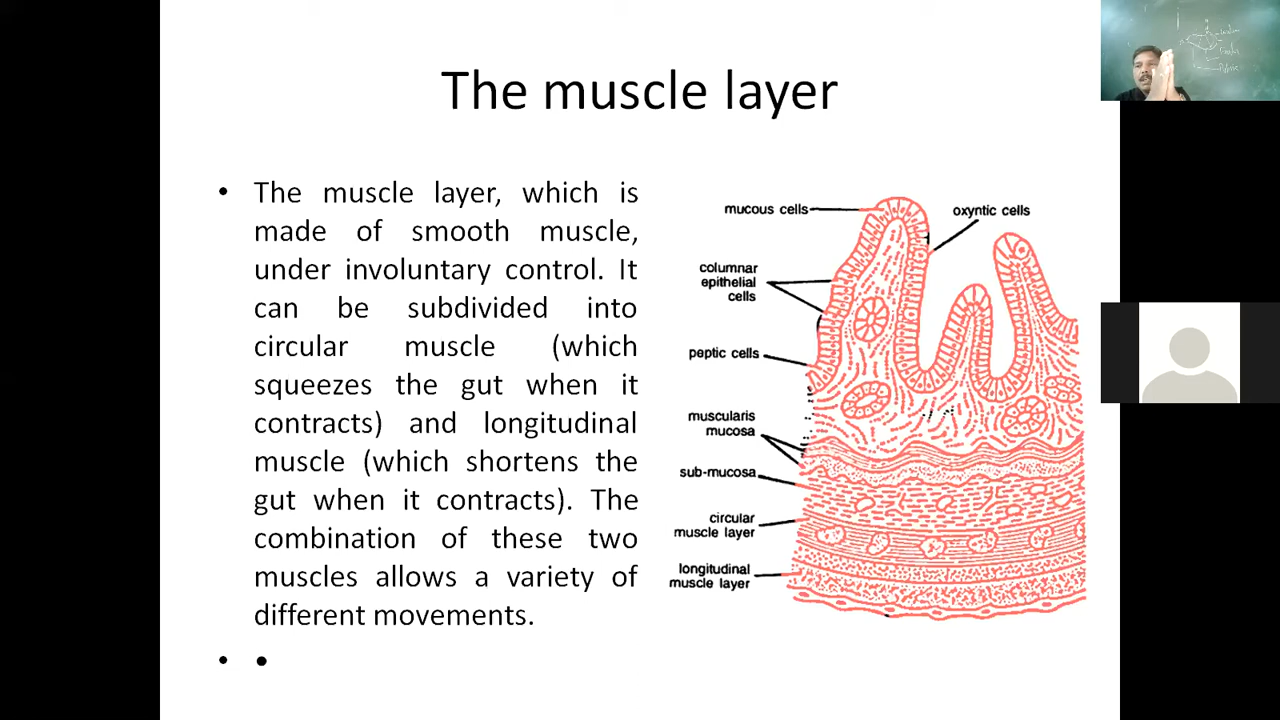 The muscle layer
• The muscle layer, which is
made of smooth muscle,
under involuntary control. It
can be subdivided into
circular muscle (which
squeezes the gut when it
contracts) and longitudinal
muscle (which shortens the
gut when it contracts). The
combination of these two
muscles allows a variety of
different movements.
• •
mucous cells
oxyntic cells
columnar
epithelial
cells
peptic cells
muscularis
mucosa
sub-mucosa
circular
muscle layer
longitudinal
muscle layer